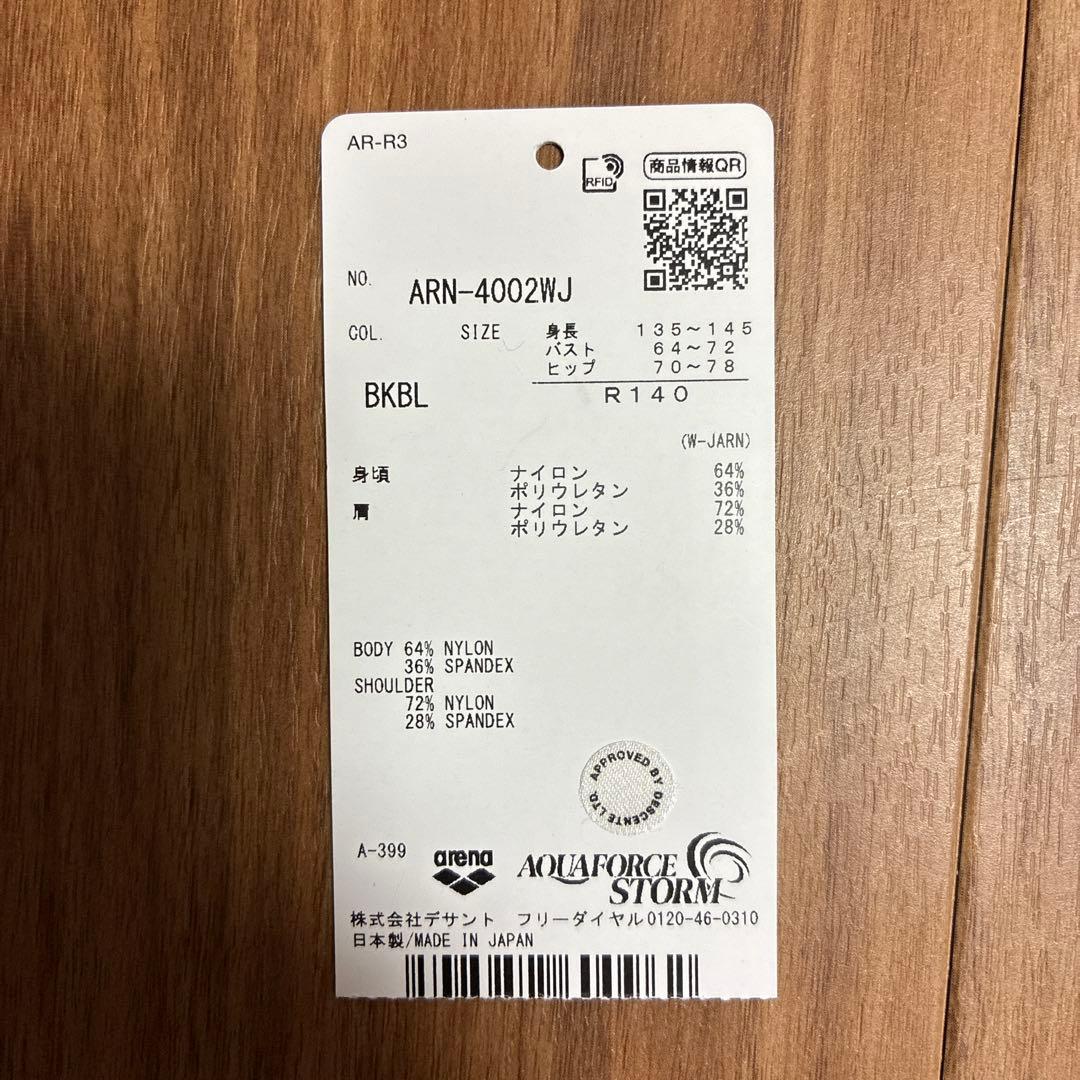 AR-R3
RFID
商品情報QR
NO. ARN-4002WJ
COL. SIZE 身長 135～145
バスト 64～72
ヒップ 70～78
BKBL R140
(W-JARN)
身頃 ナイロン 64%
ポリウレタン 36%
肩 ナイロン 72%
ポリウレタン 28%
BODY 64% NYLON
36% SPANDEX
SHOULDER
72% NYLON
28% SPANDEX
APPROVED BY DESCENTE LTD.
A-399 arena AQUAFORCE
STORM
株式会社デサント フリーダイヤル0120-46-0310
日本製/MADE IN JAPAN